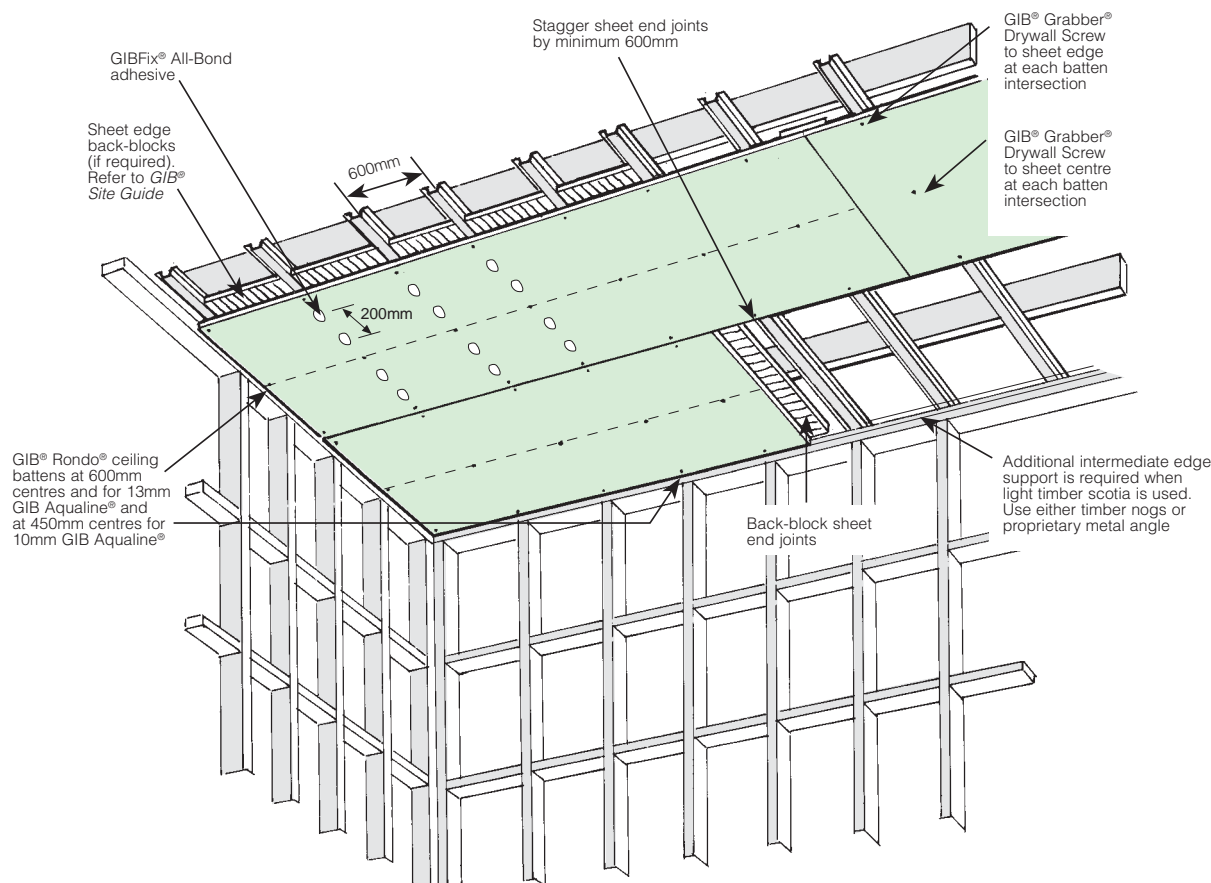 Stagger sheet end joints
by minimum 600mm
GIB® Grabber®
Drywall Screw
to sheet edge
at each batten
intersection
GIBFix® All-Bond
adhesive
Sheet edge
back-blocks
(if required).
Refer to GIB®
Site Guide
600mm
GIB® Grabber®
Drywall Screw
to sheet centre
at each batten
intersection
200mm
GIB® Rondo® ceiling
battens at 600mm
centres and for 13mm
GIB Aqualine® and
at 450mm centres for
10mm GIB Aqualine®
Back-block sheet
end joints
Additional intermediate edge
support is required when
light timber scotia is used.
Use either timber nogs or
proprietary metal angle